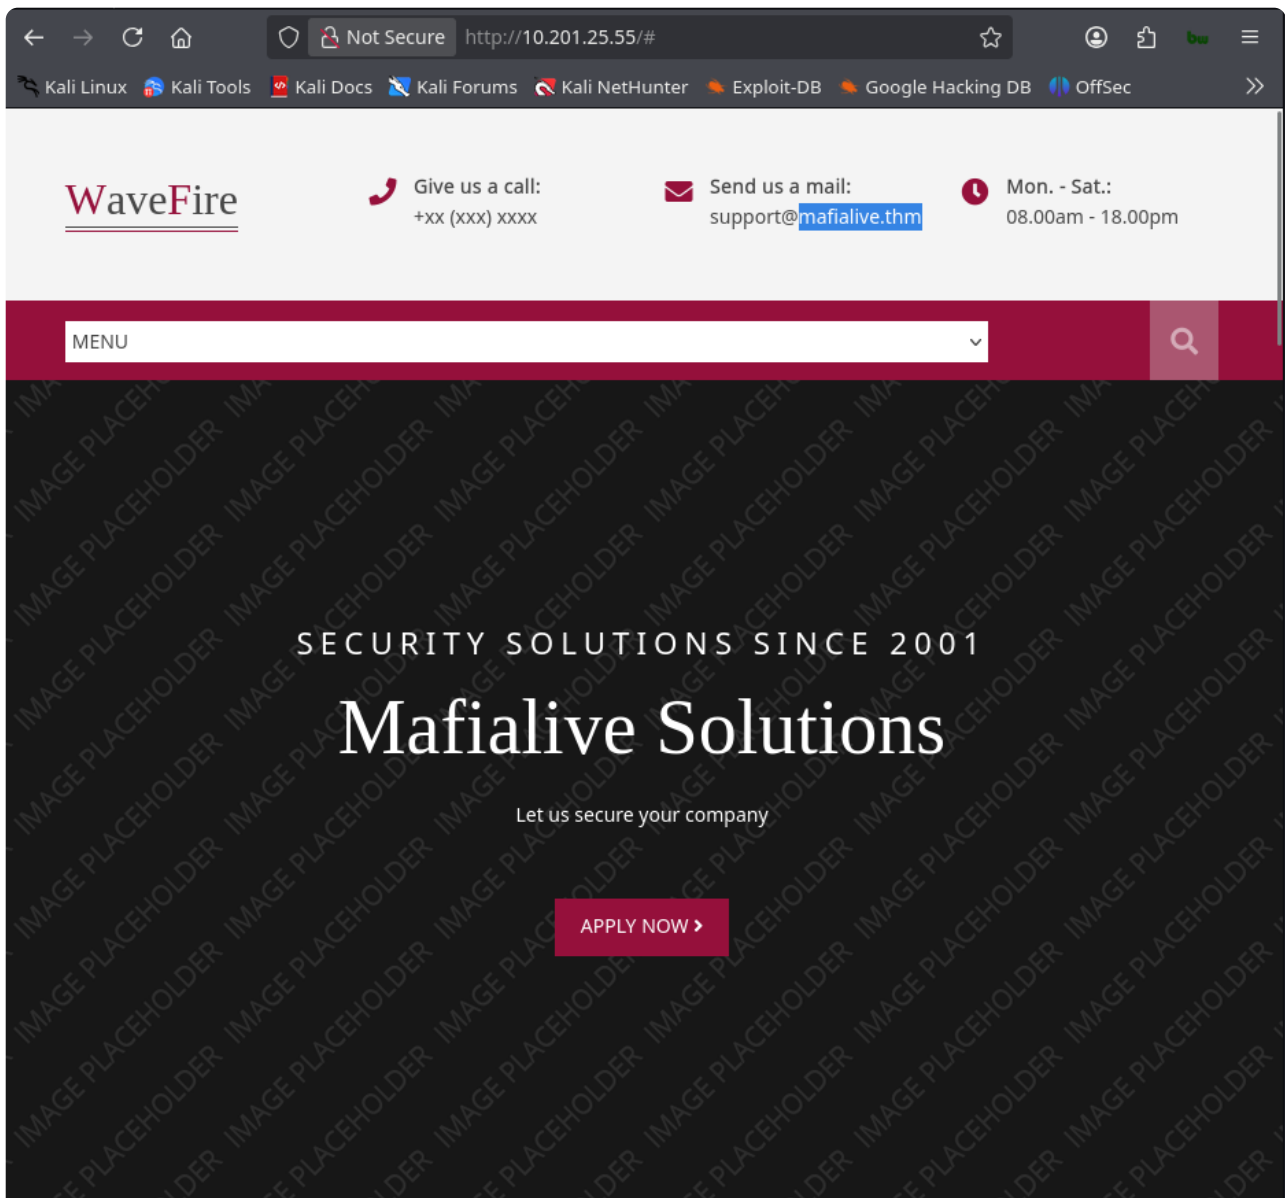 Not Secure http://10.201.25.55/#
Kali Linux Kali Tools Kali Docs Kali Forums Kali NetHunter Exploit-DB Google Hacking DB OffSec
WaveFire
Give us a call:
+xx (xxx) xxxx
Send us a mail:
support@mafialive.thm
Mon. - Sat.:
08.00am - 18.00pm
MENU
SECURITY SOLUTIONS SINCE 2001
Mafialive Solutions
Let us secure your company
APPLY NOW
IMAGE PLACEHOLDER